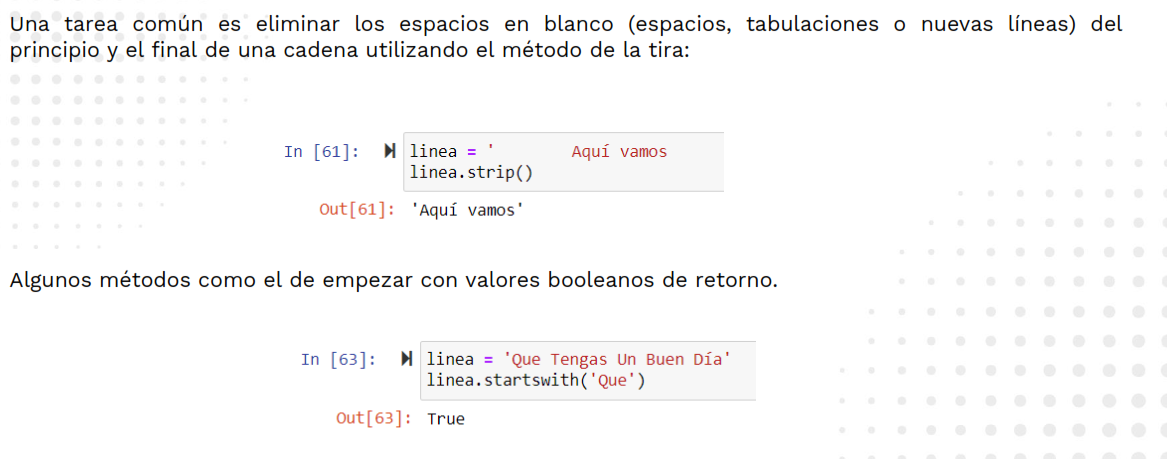 Una tarea común es eliminar los espacios en blanco (espacios, tabulaciones o nuevas líneas) del
principio y el final de una cadena utilizando el método de la tira:
In [61]: linea = '        Aquí vamos
linea.strip()
Out[61]: 'Aquí vamos'
Algunos métodos como el de empezar con valores booleanos de retorno.
In [63]: linea = 'Que Tengas Un Buen Día'
linea.startswith('Que')
Out[63]: True